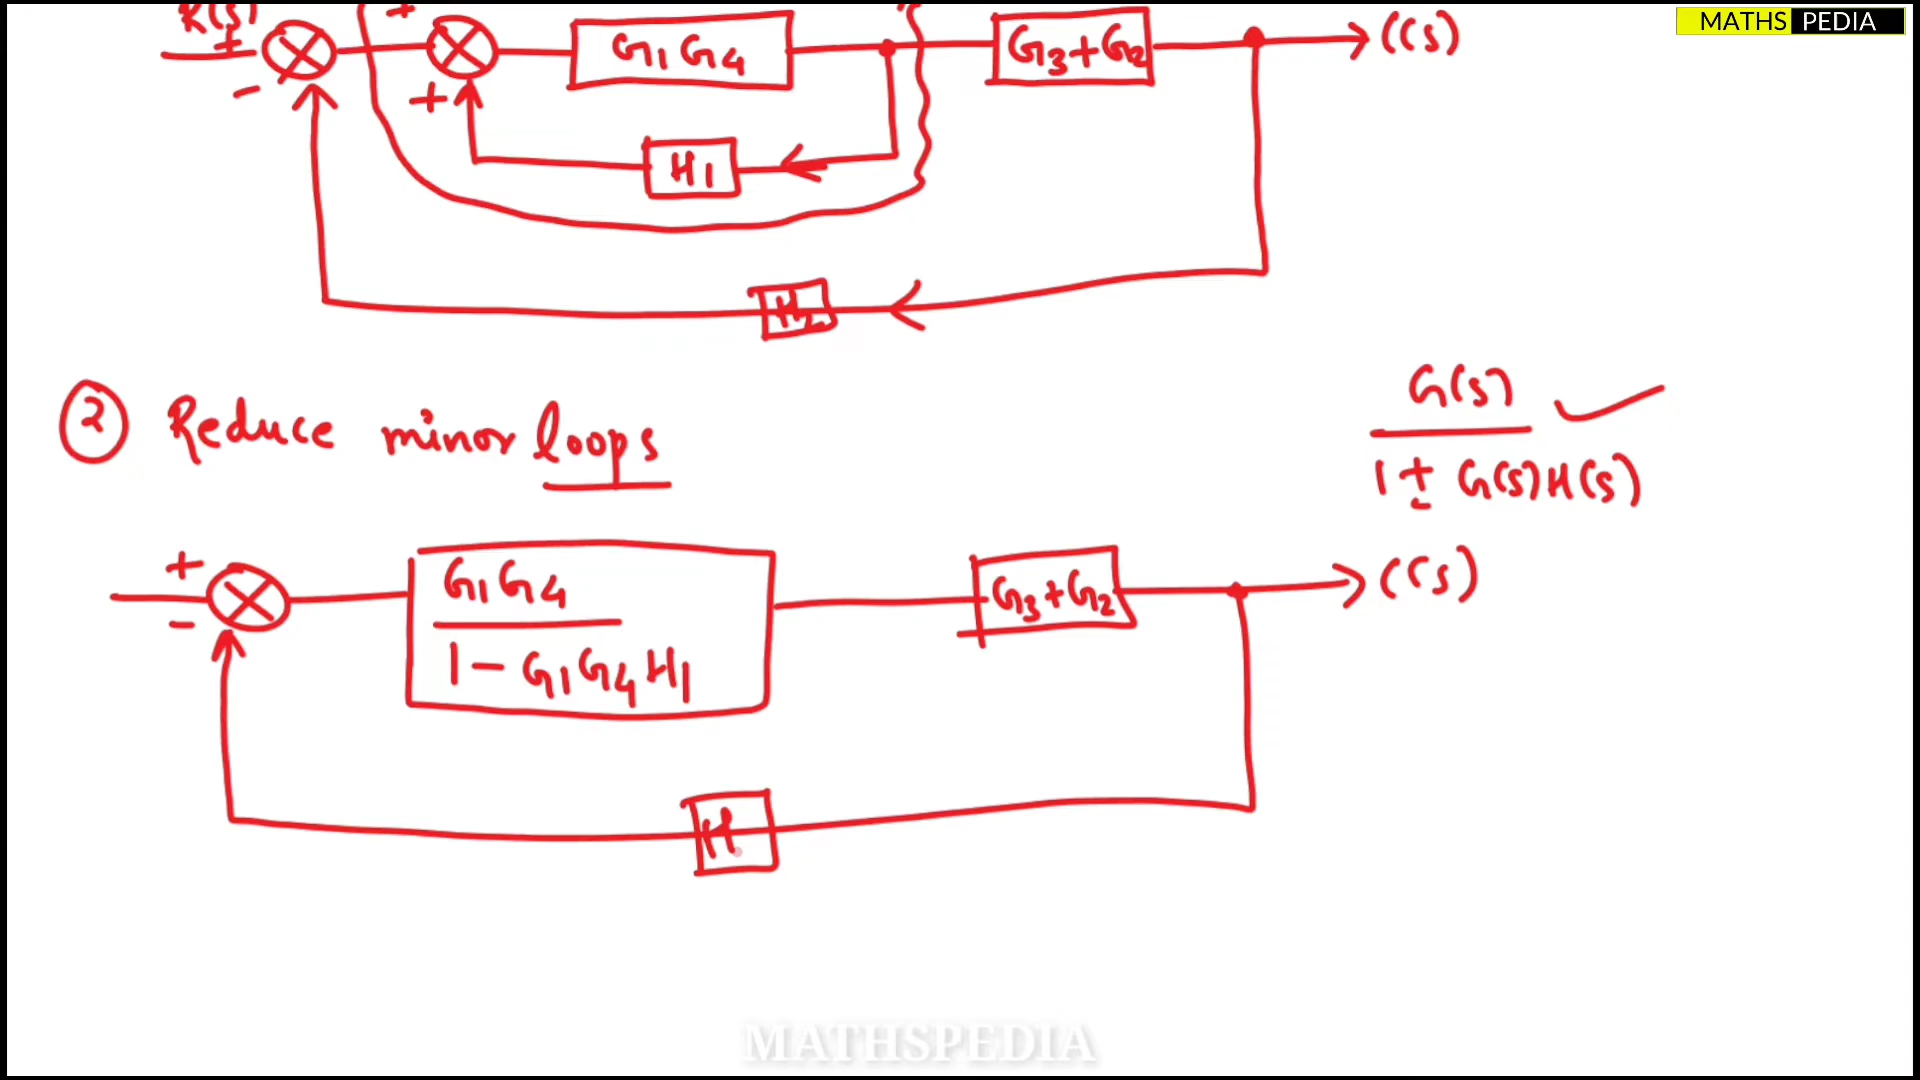 R(s)
MATHS PEDIA
+ + G1G4 G3+G2 C(s)
- +
H1
H2
2 Reduce minor loops
G(s)
1 ± G(s)H(s)
+ G1G4 G3+G2 C(s)
-
1 - G1G4H1
H
MATHSPEDIA